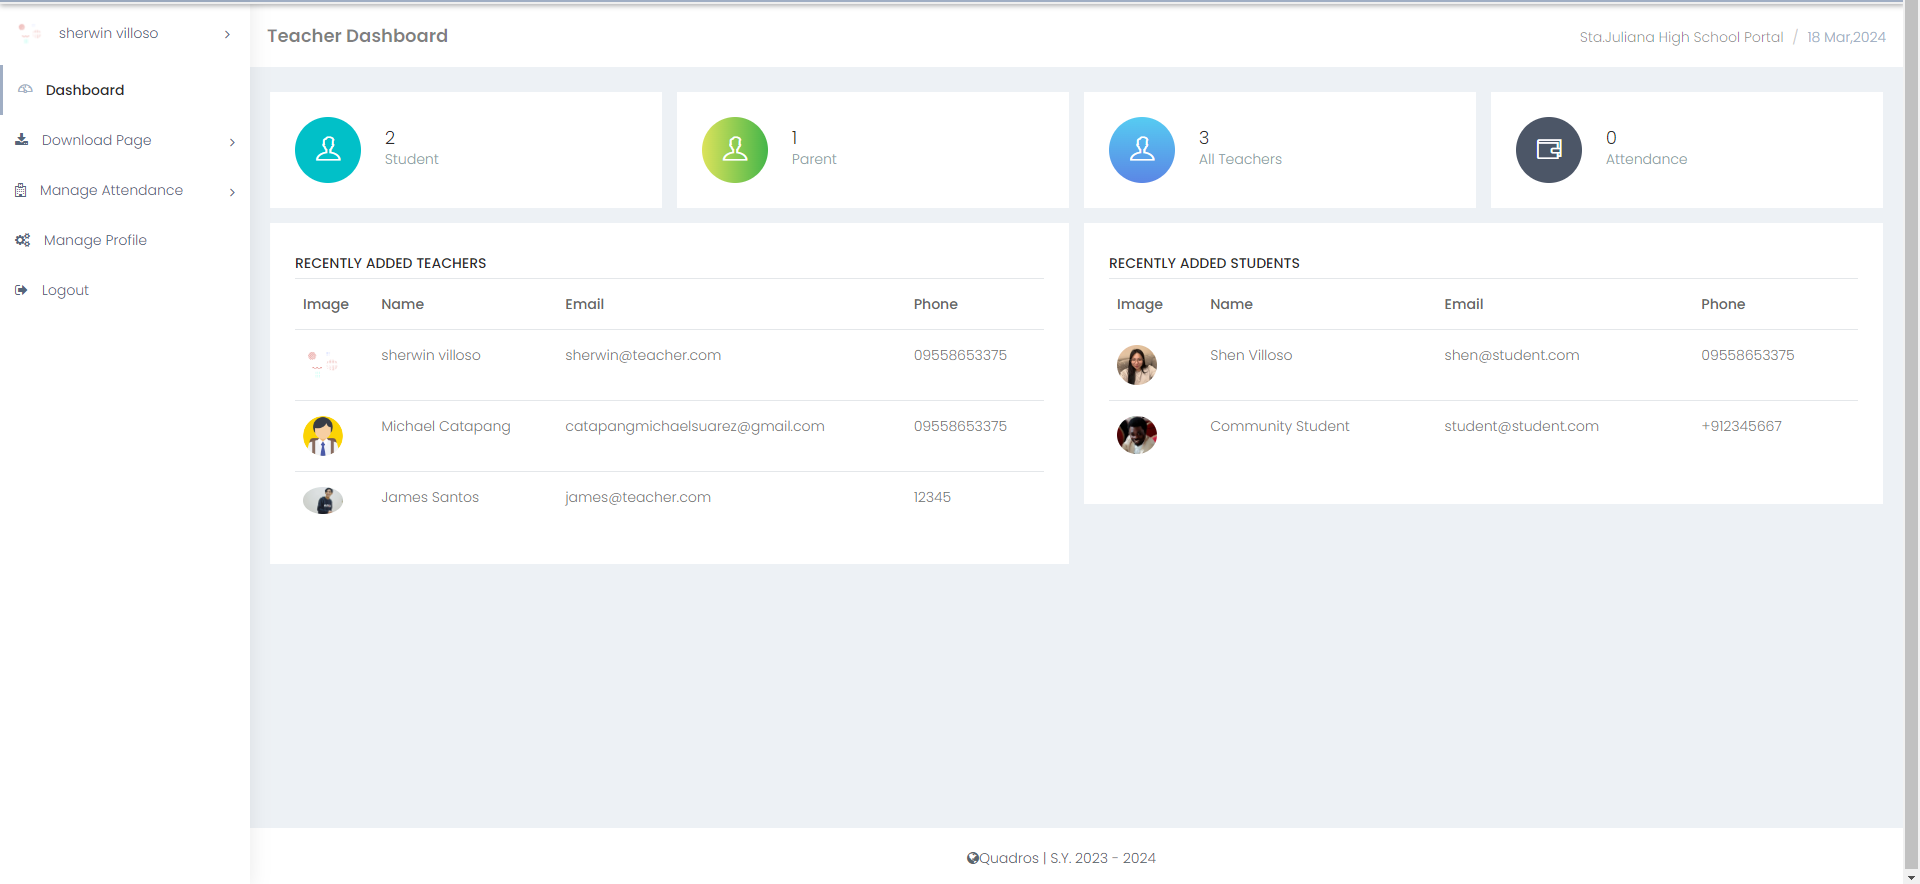 sherwin villoso
Dashboard
Download Page
Manage Attendance
Manage Profile
Logout
Teacher Dashboard
Sta.Juliana High School Portal / 18 Mar,2024
2
Student
1
Parent
3
All Teachers
0
Attendance
RECENTLY ADDED TEACHERS
Image Name Email Phone
sherwin villoso sherwin@teacher.com 09558653375
Michael Catapang catapangmichaelsuarez@gmail.com 09558653375
James Santos james@teacher.com 12345
RECENTLY ADDED STUDENTS
Image Name Email Phone
Shen Villoso shen@student.com 09558653375
Community Student student@student.com +912345667
Quadros | S.Y. 2023 - 2024